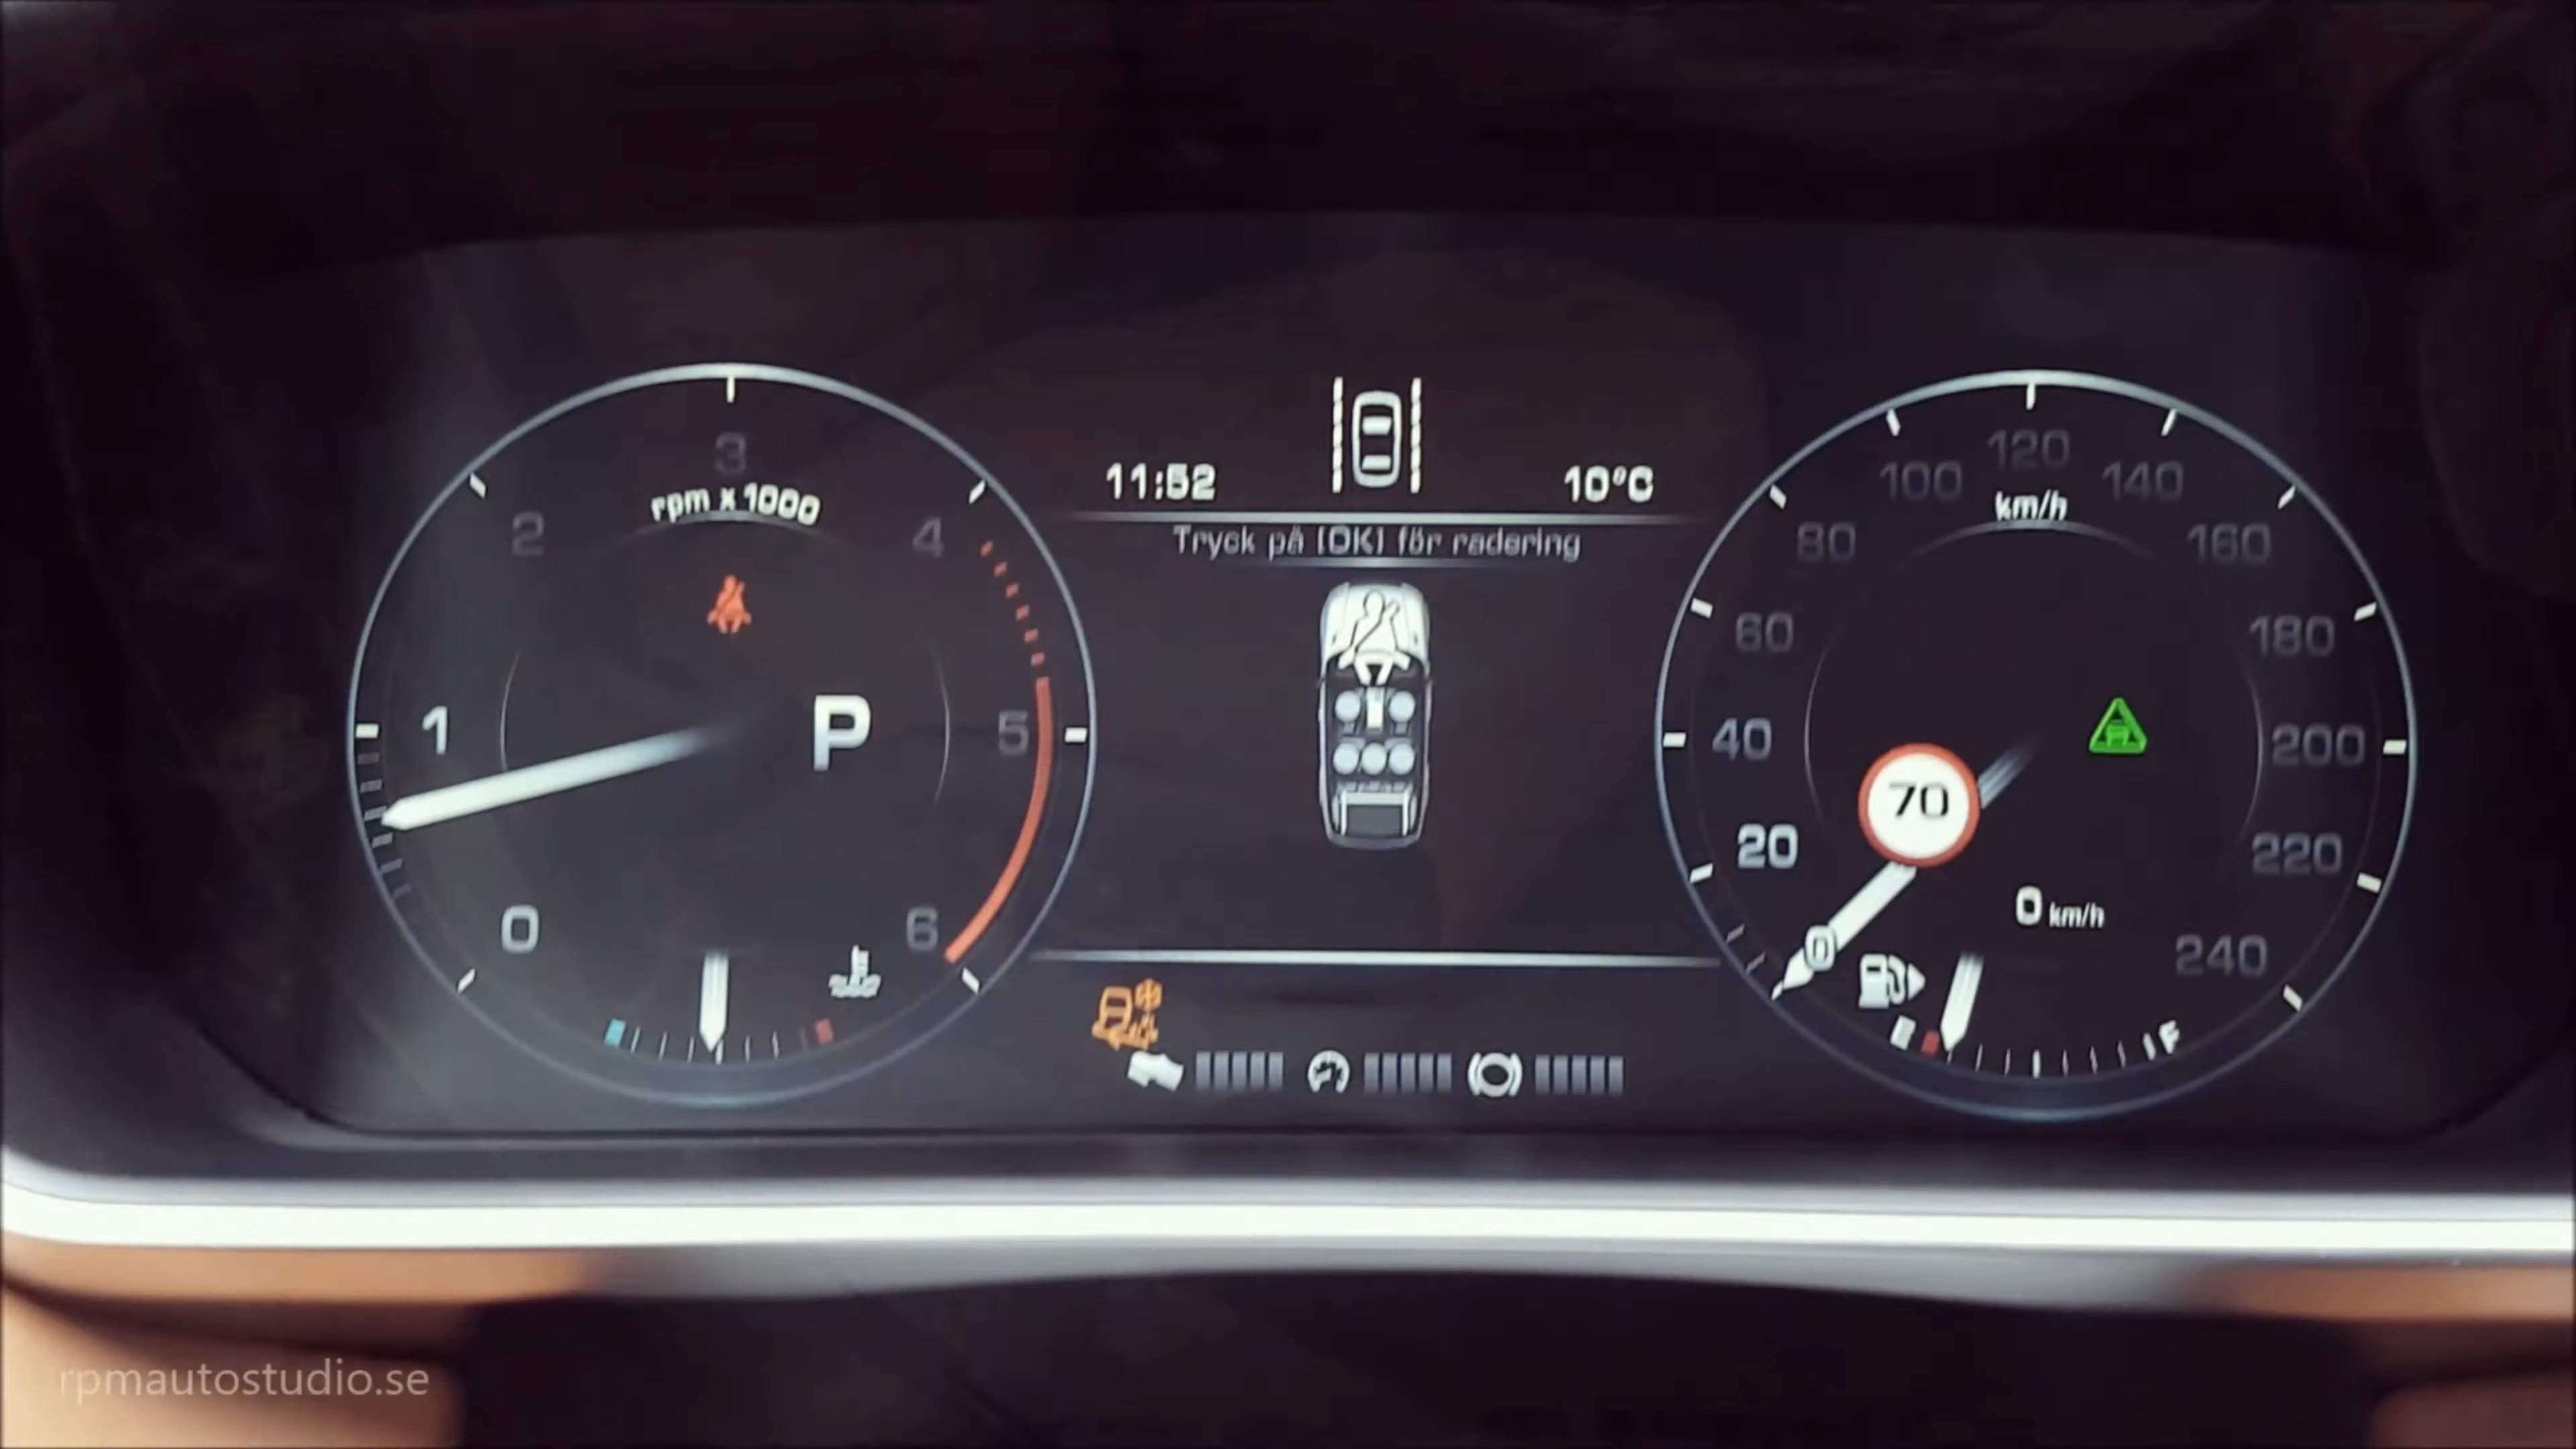 3
rpm x 1000
2
4
1
5
0
6
P
11:52
10°C
Tryck på [OK] för radering
120
100
140
km/h
80
160
60
180
40
200
20
220
0
240
70
0 km/h
F
rpmautostudio.se